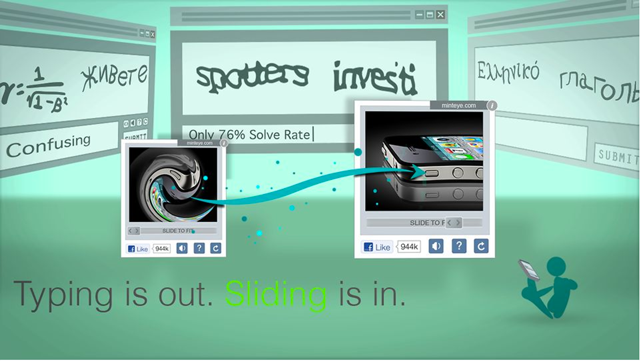 γ= 1/√1-β² живете
spotters investi
Ελληνικό глаголь
Confusing
SUBMIT
Only 76% Solve Rate
SUBMIT
minteye.com i
SLIDE TO FIT
Like 944k ?
minteye.com i
SLIDE TO F
Like 944k ?
Typing is out. Sliding is in.